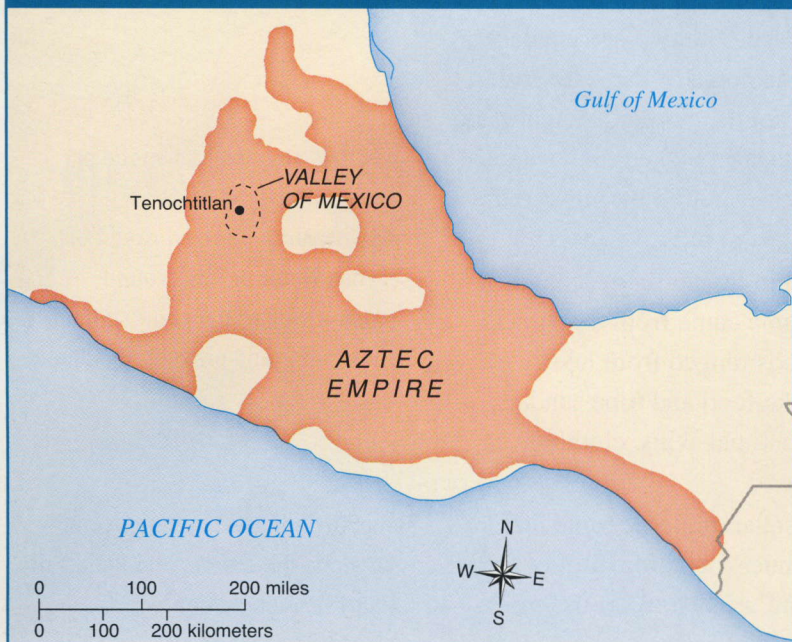 Gulf of Mexico
VALLEY
OF MEXICO
Tenochtitlan
AZTEC
EMPIRE
PACIFIC OCEAN
N
W
E
S
0 100 200 miles
0 100 200 kilometers